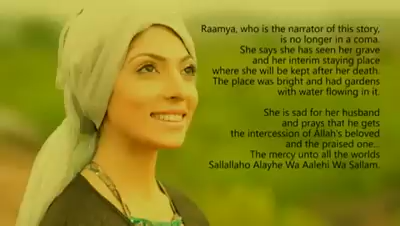 Raamya, who is the narrator of this story,
is no longer in a coma.
She says she has seen her grave
and her interim staying place
where she will be kept after her death.
The place was bright and had gardens
with water flowing in it.
She is sad for her husband
and prays that he gets
the intercession of Allah's beloved
and the praised one...
The mercy unto all the worlds
Sallallaho Alayhe Wa Aalehi Wa Sallam.